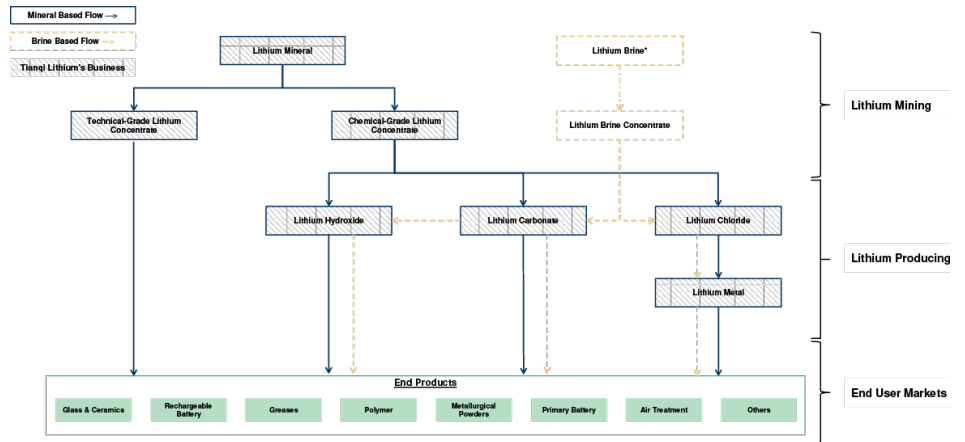 Mineral Based Flow
Brine Based Flow
Tianqi Lithium's Business
Lithium Mineral
Lithium Brine*
Technical-Grade Lithium
Concentrate
Chemical-Grade Lithium
Concentrate
Lithium Brine Concentrate
Lithium Mining
Lithium Hydroxide
Lithium Carbonate
Lithium Chloride
Lithium Producing
Lithium Metal
End Products
Glass & Ceramics
Rechargeable
Battery
Greases
Polymer
Metallurgical
Powders
Primary Battery
Air Treatment
Others
End User Markets